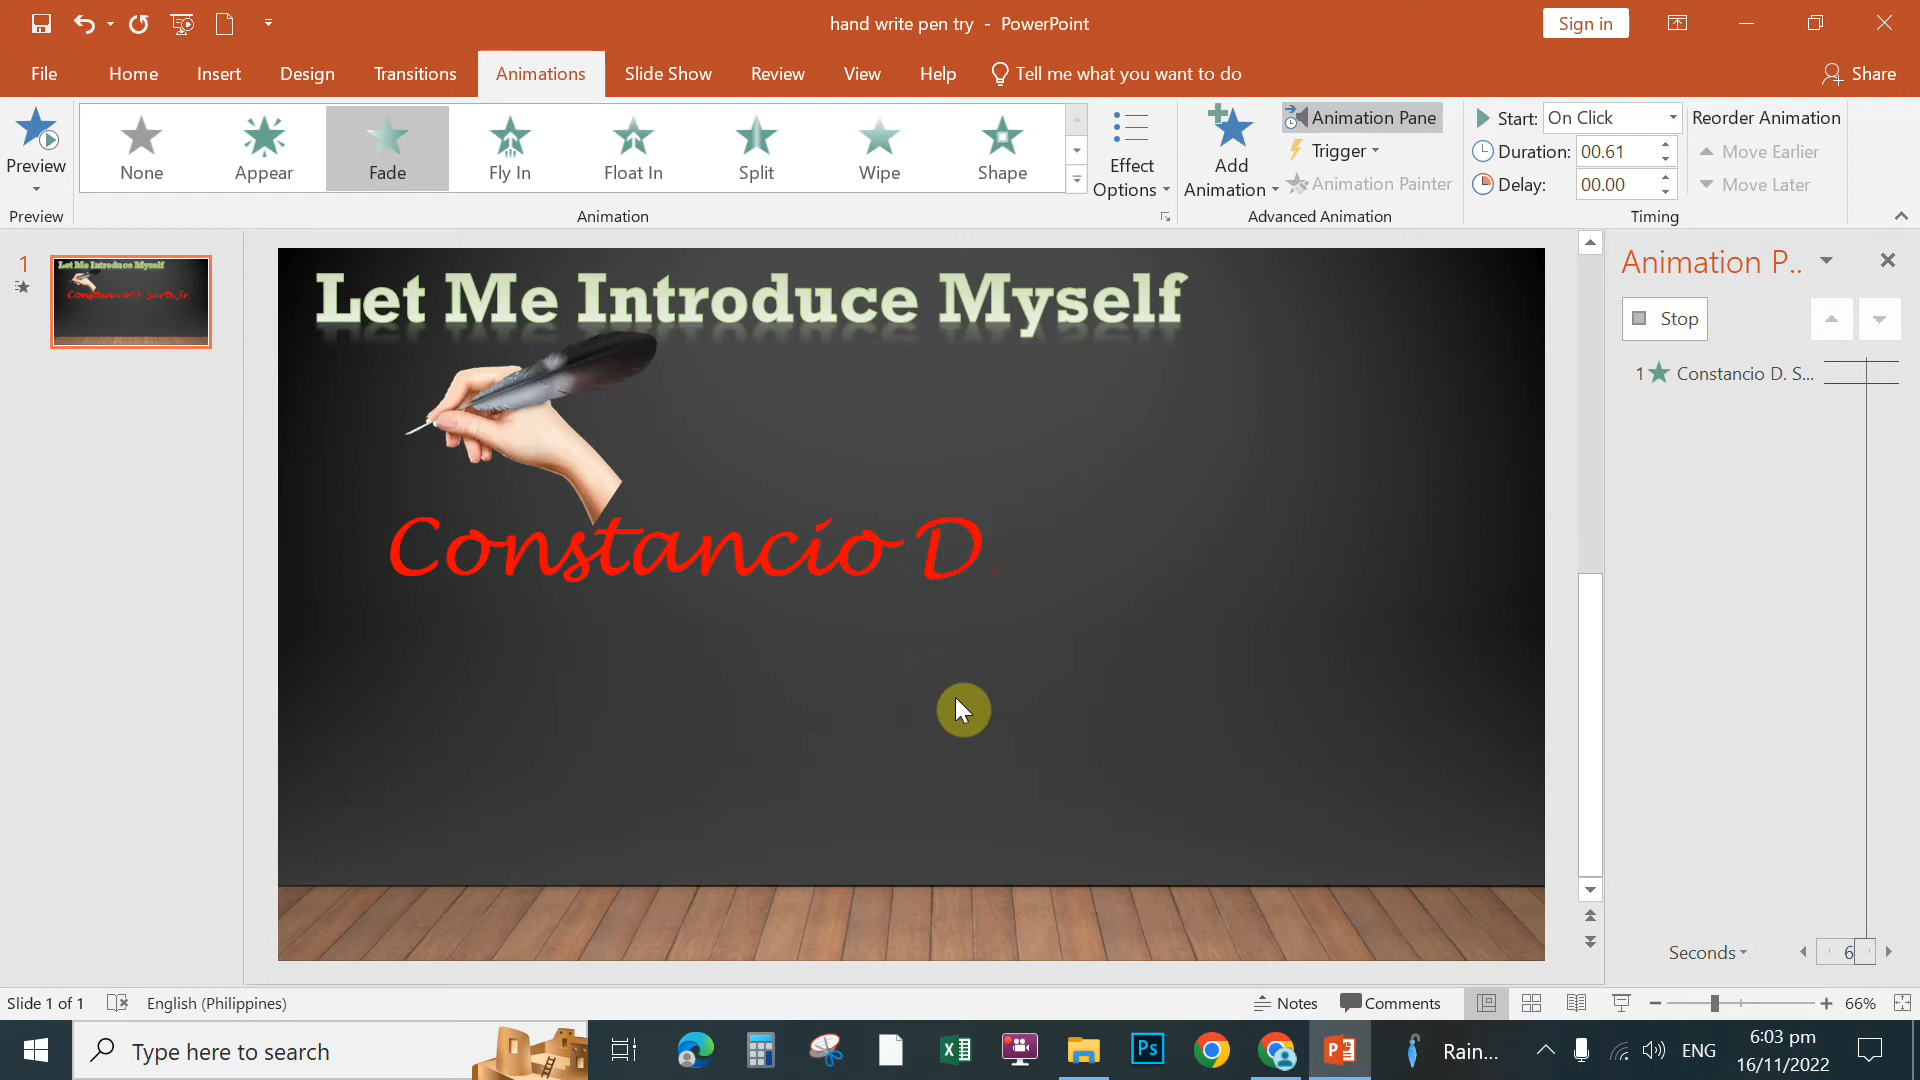 hand write pen try - PowerPoint
Sign in
File Home Insert Design Transitions Animations Slide Show Review View Help Tell me what you want to do Share
Preview
None Appear Fade Fly In Float In Split Wipe Shape
Effect Options
Add Animation
Animation Pane
Trigger
Animation Painter
Start: On Click
Duration: 00.61
Delay: 00.00
Reorder Animation
Move Earlier
Move Later
Preview Animation Advanced Animation Timing
1
Let Me Introduce Myself
Let Me Introduce Myself
Constancio D.
Animation P..
Stop
1 Constancio D. S...
Seconds 6
Slide 1 of 1 English (Philippines) Notes Comments 66%
Type here to search
Ps
Rain...
ENG
6:03 pm
16/11/2022